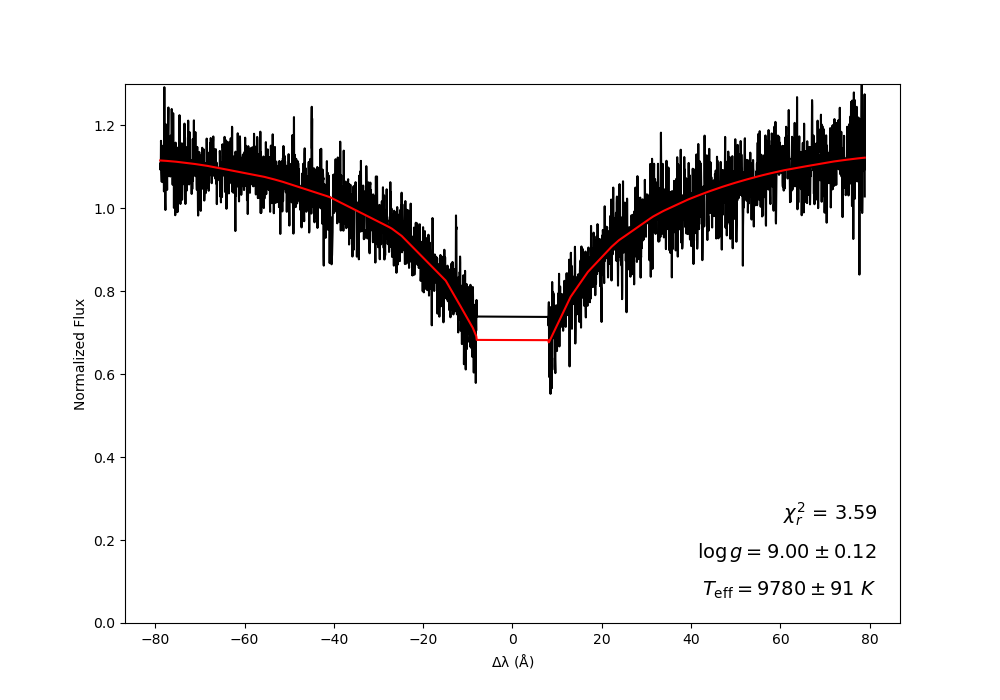 1.2
1.0
0.8
0.6
0.4
0.2
0.0
Normalized Flux
χ²ᵣ = 3.59
log g = 9.00 ± 0.12
T_eff = 9780 ± 91 K
−80 −60 −40 −20 0 20 40 60 80
Δλ (Å)